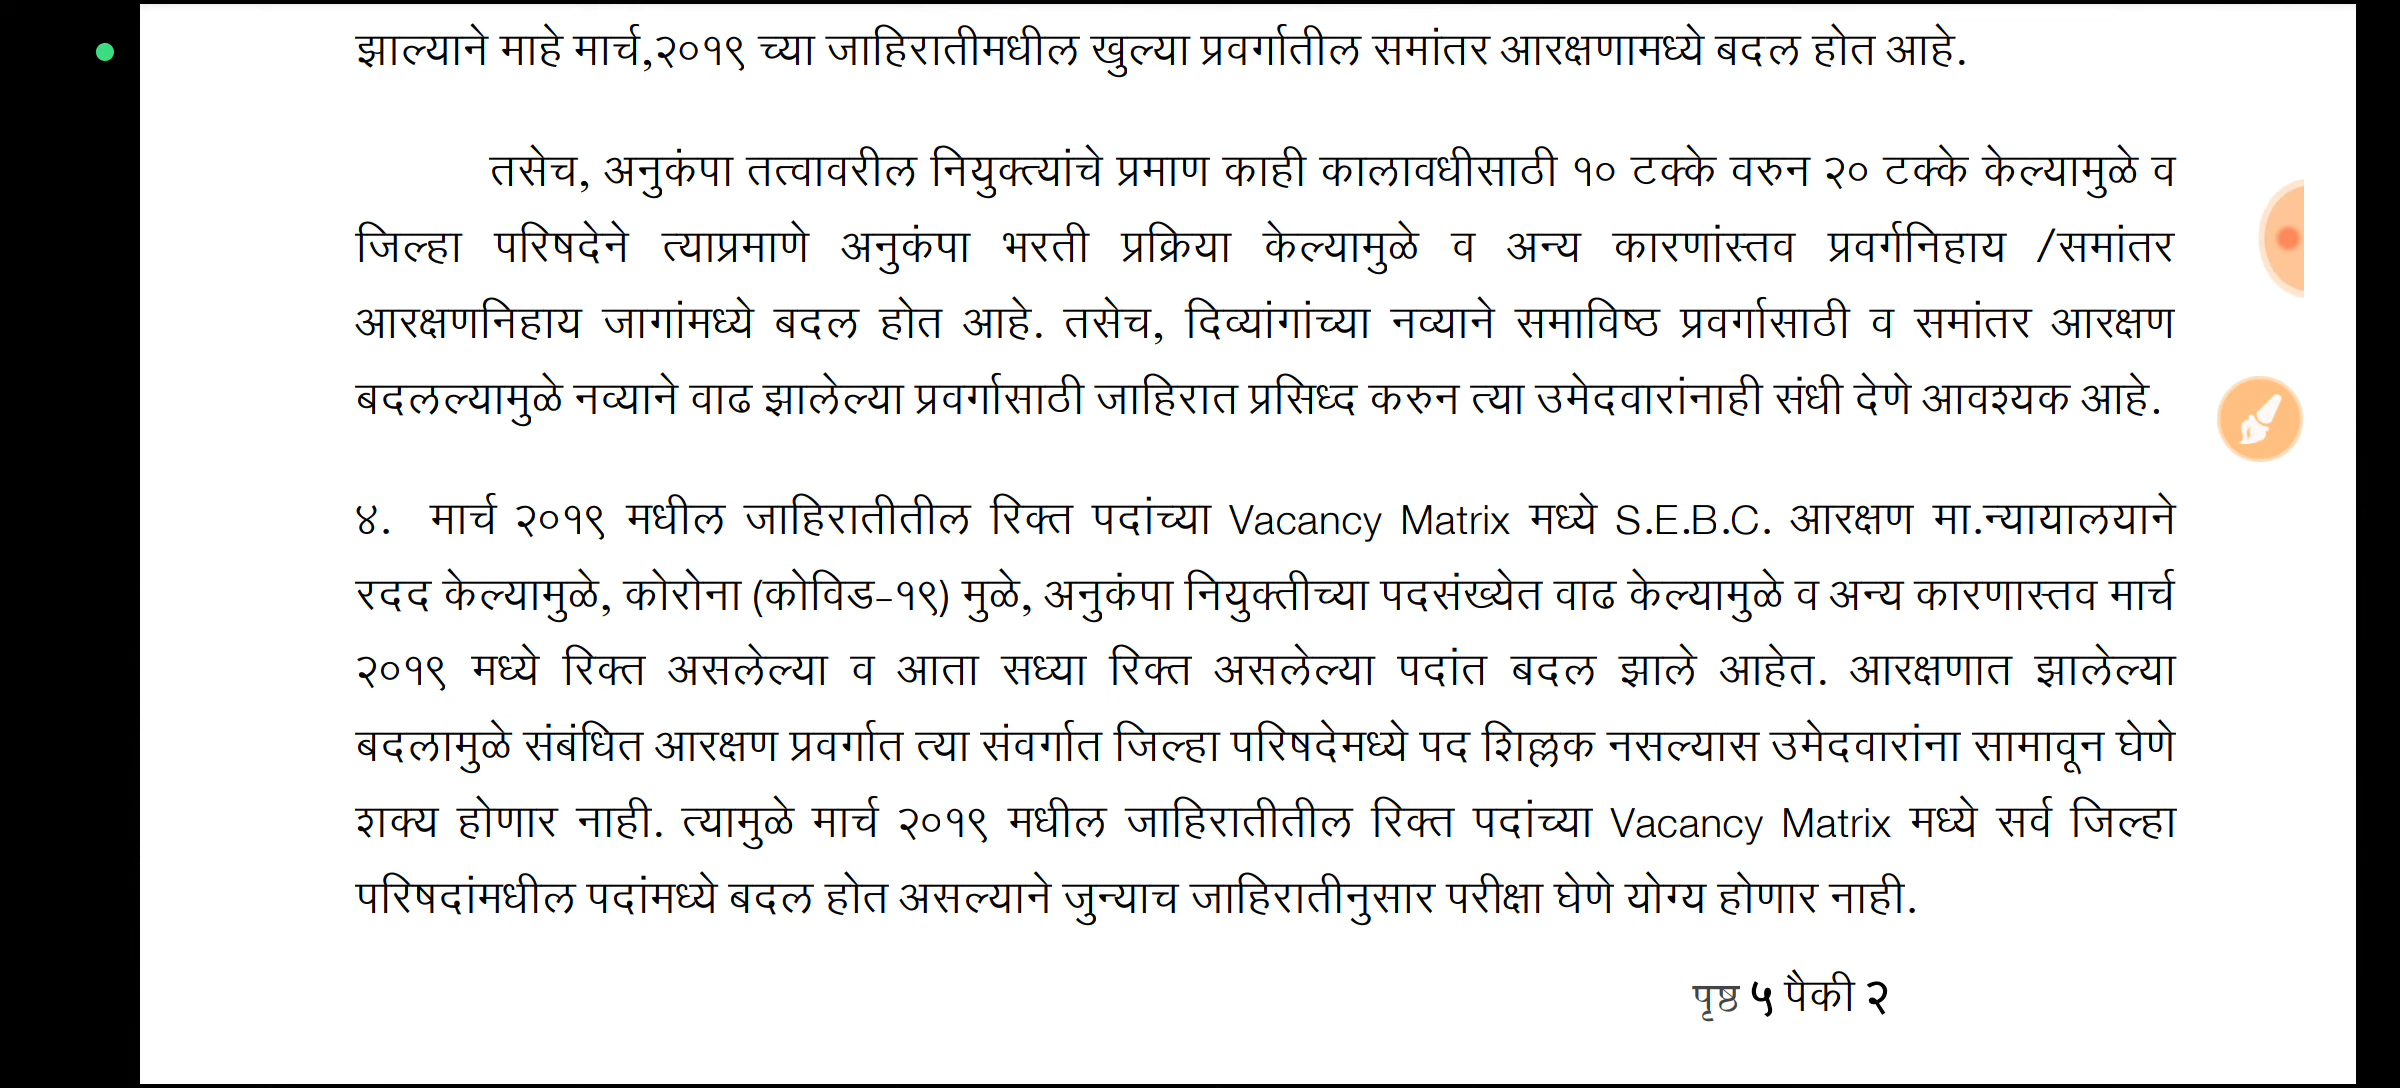 झाल्याने माहे मार्च,२०१९ च्या जाहिरातीमधील खुल्या प्रवर्गातील समांतर आरक्षणामध्ये बदल होत आहे.
तसेच, अनुकंपा तत्वावरील नियुक्त्यांचे प्रमाण काही कालावधीसाठी १० टक्के वरुन २० टक्के केल्यामुळे व
जिल्हा परिषदेने त्याप्रमाणे अनुकंपा भरती प्रक्रिया केल्यामुळे व अन्य कारणांस्तव प्रवर्गनिहाय /समांतर
आरक्षणनिहाय जागांमध्ये बदल होत आहे. तसेच, दिव्यांगांच्या नव्याने समाविष्ठ प्रवर्गासाठी व समांतर आरक्षण
बदलल्यामुळे नव्याने वाढ झालेल्या प्रवर्गासाठी जाहिरात प्रसिध्द करुन त्या उमेदवारांनाही संधी देणे आवश्यक आहे.
४. मार्च २०१९ मधील जाहिरातीतील रिक्त पदांच्या Vacancy Matrix मध्ये S.E.B.C. आरक्षण मा.न्यायालयाने
रदद केल्यामुळे, कोरोना (कोविड-१९) मुळे, अनुकंपा नियुक्तीच्या पदसंख्येत वाढ केल्यामुळे व अन्य कारणास्तव मार्च
२०१९ मध्ये रिक्त असलेल्या व आता सध्या रिक्त असलेल्या पदांत बदल झाले आहेत. आरक्षणात झालेल्या
बदलामुळे संबंधित आरक्षण प्रवर्गात त्या संवर्गात जिल्हा परिषदेमध्ये पद शिल्लक नसल्यास उमेदवारांना सामावून घेणे
शक्य होणार नाही. त्यामुळे मार्च २०१९ मधील जाहिरातीतील रिक्त पदांच्या Vacancy Matrix मध्ये सर्व जिल्हा
परिषदांमधील पदांमध्ये बदल होत असल्याने जुन्याच जाहिरातीनुसार परीक्षा घेणे योग्य होणार नाही.
पृष्ठ ५ पैकी २